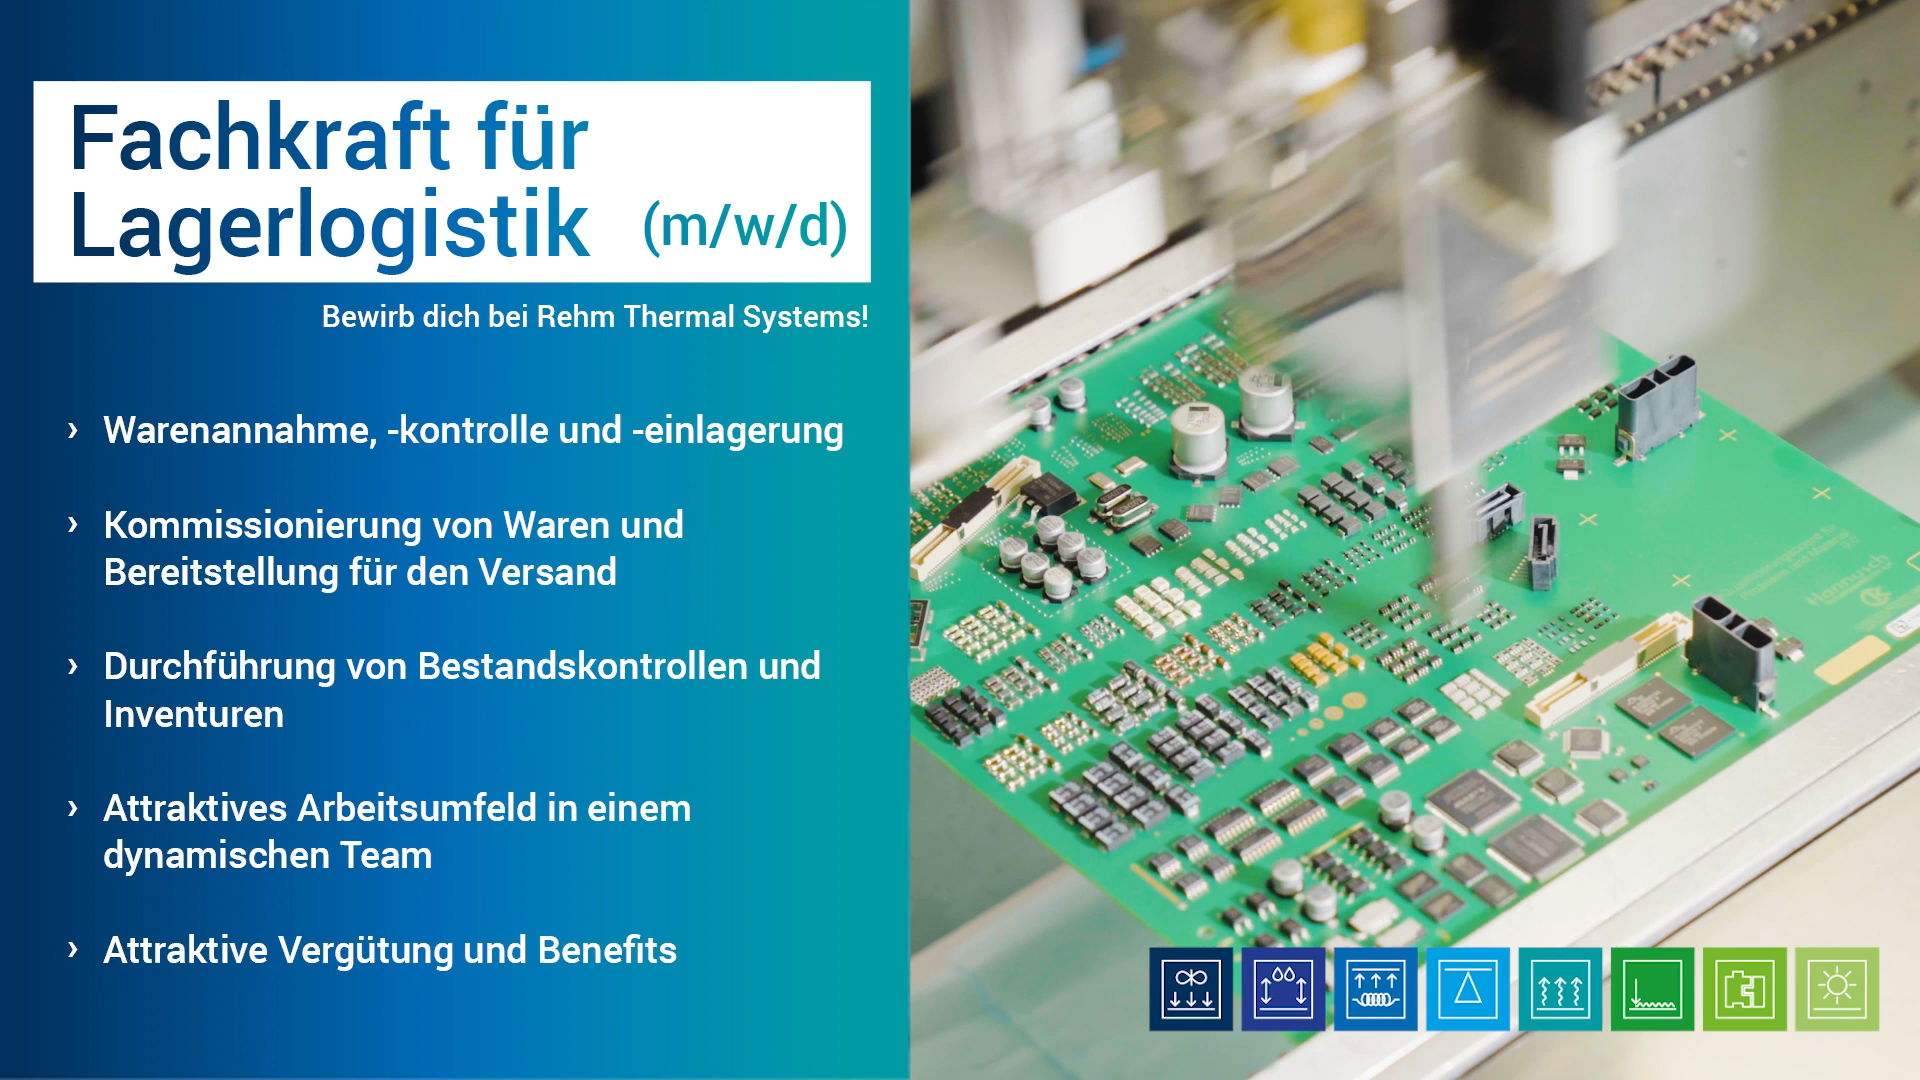 Fachkraft für
Lagerlogistik (m/w/d)
Bewirb dich bei Rehm Thermal Systems!
› Warenannahme, -kontrolle und -einlagerung
› Kommissionierung von Waren und
Bereitstellung für den Versand
› Durchführung von Bestandskontrollen und
Inventuren
› Attraktives Arbeitsumfeld in einem
dynamischen Team
› Attraktive Vergütung und Benefits